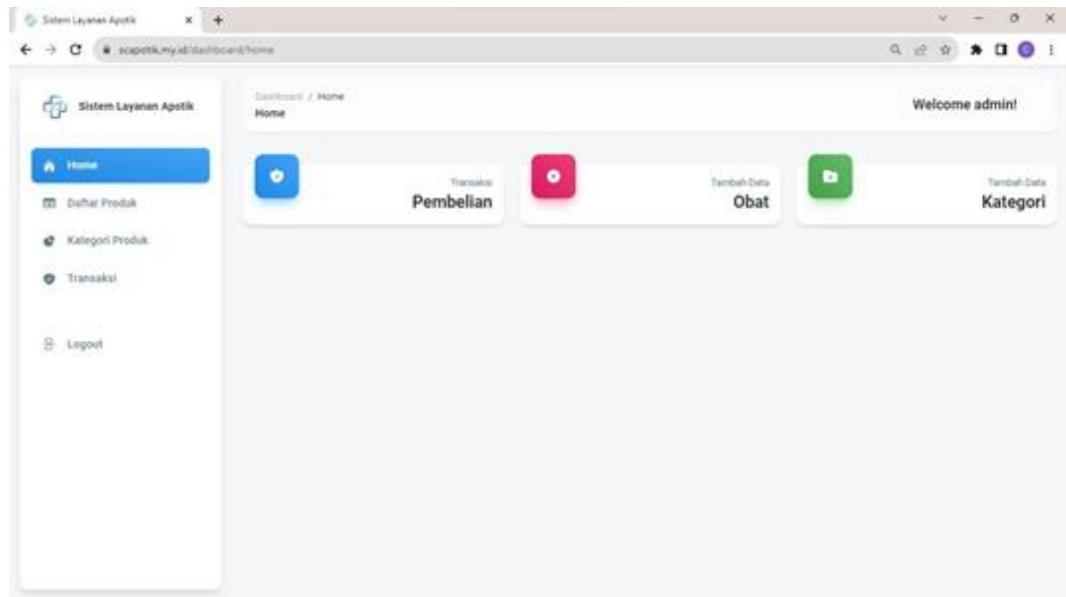 Sistem Layanan Apotik
scapotik.my.id/dashboard/home
Sistem Layanan Apotik
Dashboard / Home
Home
Welcome admin!
Home
Daftar Produk
Kategori Produk
Transaksi
Logout
Transaksi
Pembelian
Tambah Data
Obat
Tambah Data
Kategori